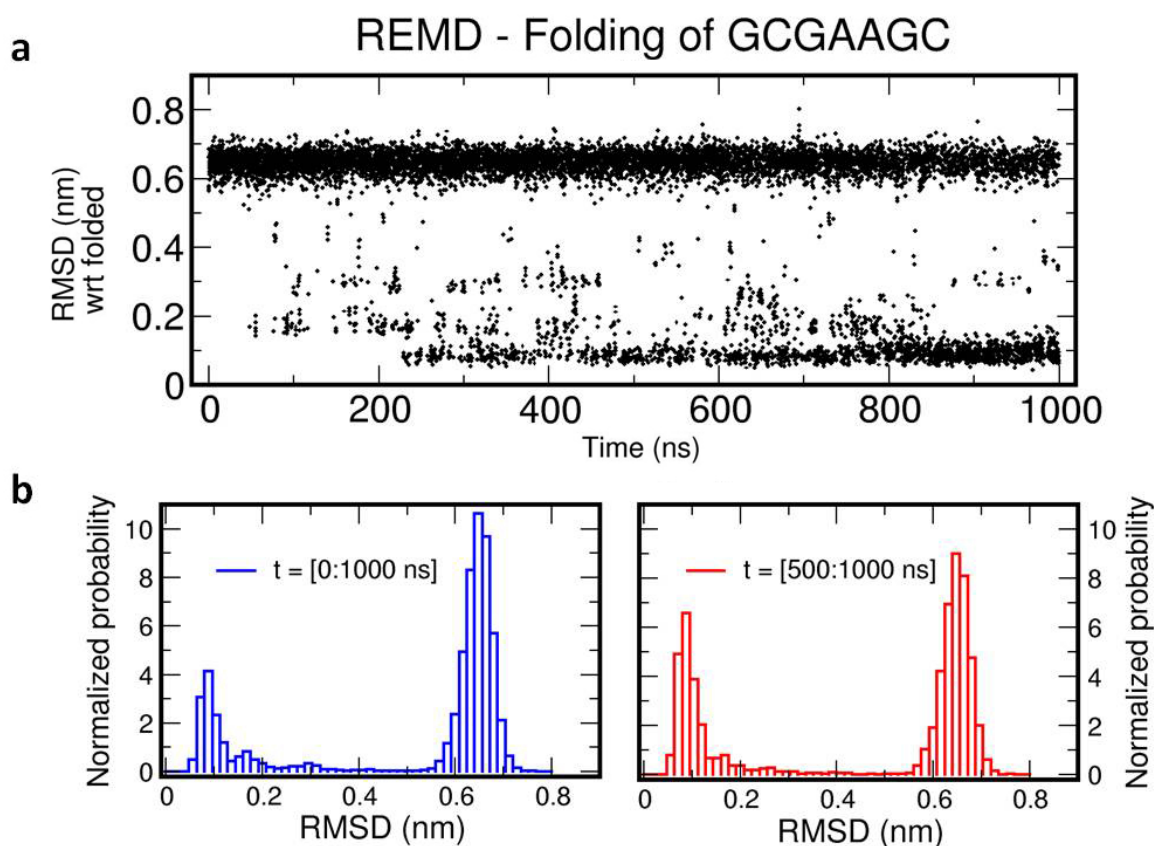 a
REMD - Folding of GCGAAGC
RMSD (nm)
wrt folded
0.8
0.6
0.4
0.2
0
0 200 400 600 800 1000
Time (ns)
b
Normalized probability
10
8
6
4
2
0
t = [0:1000 ns]
0 0.2 0.4 0.6 0.8
RMSD (nm)
t = [500:1000 ns]
10
8
6
4
2
0
Normalized probability
0 0.2 0.4 0.6 0.8
RMSD (nm)